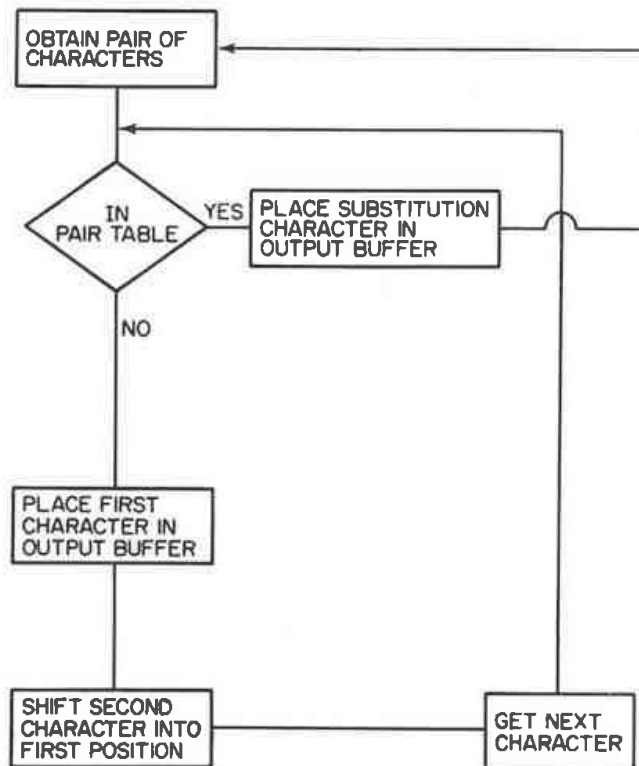 OBTAIN PAIR OF
CHARACTERS
IN
PAIR TABLE
YES
PLACE SUBSTITUTION
CHARACTER IN
OUTPUT BUFFER
NO
PLACE FIRST
CHARACTER IN
OUTPUT BUFFER
SHIFT SECOND
CHARACTER INTO
FIRST POSITION
GET NEXT
CHARACTER